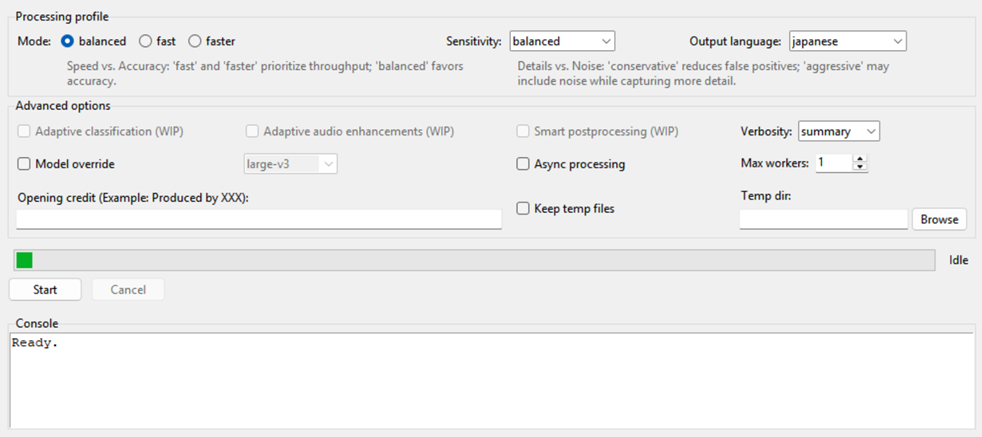 Processing profile
Mode: balanced fast faster Sensitivity: balanced Output language: japanese
Speed vs. Accuracy: 'fast' and 'faster' prioritize throughput; 'balanced' favors
accuracy.
Details vs. Noise: 'conservative' reduces false positives; 'aggressive' may
include noise while capturing more detail.
Advanced options
Adaptive classification (WIP) Adaptive audio enhancements (WIP) Smart postprocessing (WIP) Verbosity: summary
Model override large-v3 Async processing Max workers: 1
Opening credit (Example: Produced by XXX): Keep temp files Temp dir:
Browse
Idle
Start Cancel
Console
Ready.